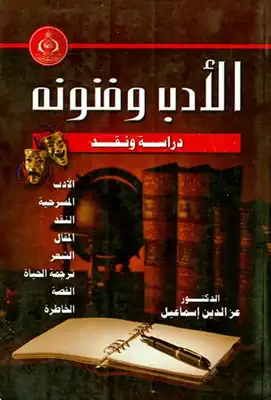 الأدب وفنونه
دراسة ونقد
الأدب
المسرحية
النقد
المقال
الشعر
ترجمة الحياة
القصة
الخاطرة
الدكتور
عز الدين إسماعيل